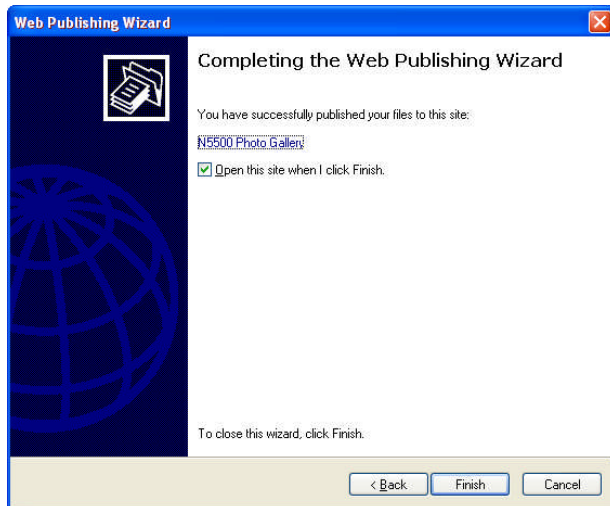 Web Publishing Wizard
Completing the Web Publishing Wizard
You have successfully published your files to this site:
N5500 Photo Gallery
Open this site when I click Finish.
To close this wizard, click Finish.
< Back
Finish
Cancel